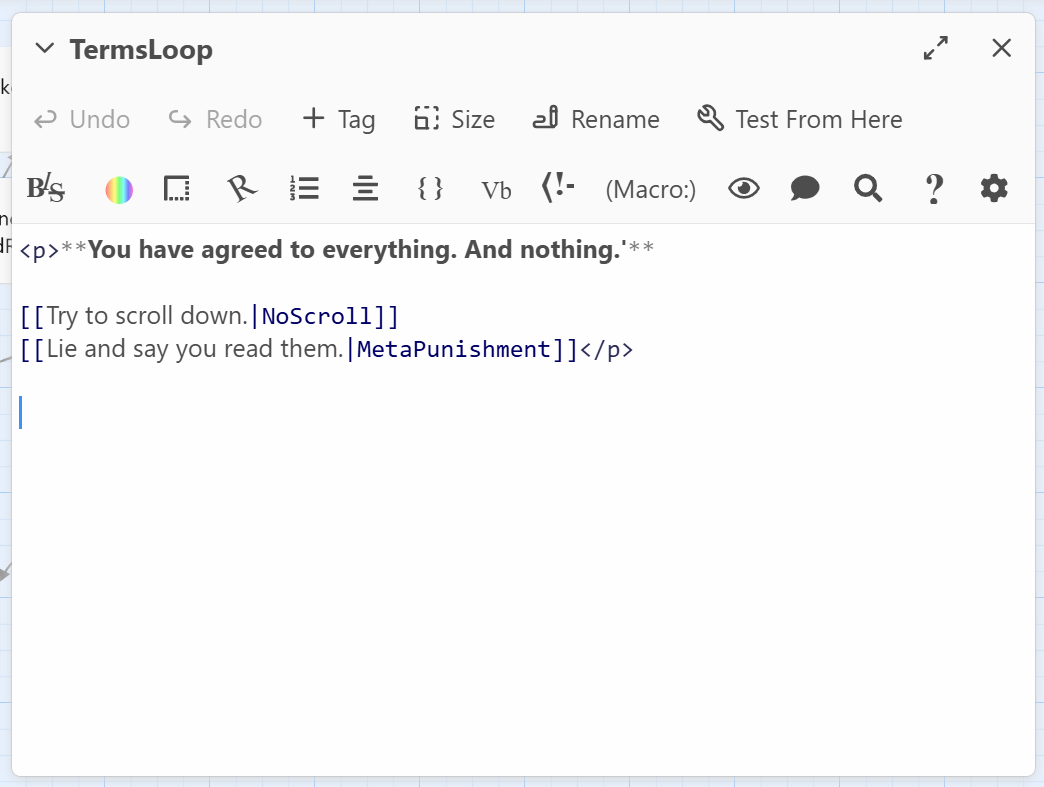 TermsLoop
Undo Redo + Tag Size Rename Test From Here
B/S { } Vb (!- (Macro:) ?
<p>**You have agreed to everything. And nothing.'**
[[Try to scroll down.|NoScroll]]
[[Lie and say you read them.|MetaPunishment]]</p>